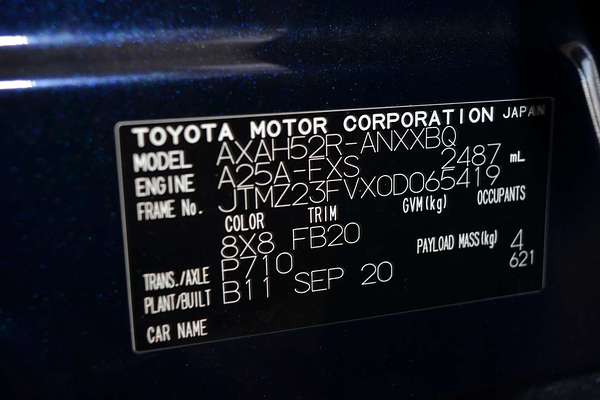 TOYOTA MOTOR CORPORATION JAPAN
MODEL AXAH52R-ANXXBQ
ENGINE A25A-FXS 2487 mL
FRAME No. JTMZ23FVX0D065419
COLOR TRIM GVM(kg) OCCUPANTS
8X8 FB20
TRANS./AXLE P710 PAYLOAD MASS(kg) 4
PLANT/BUILT B11 SEP 20 621
CAR NAME